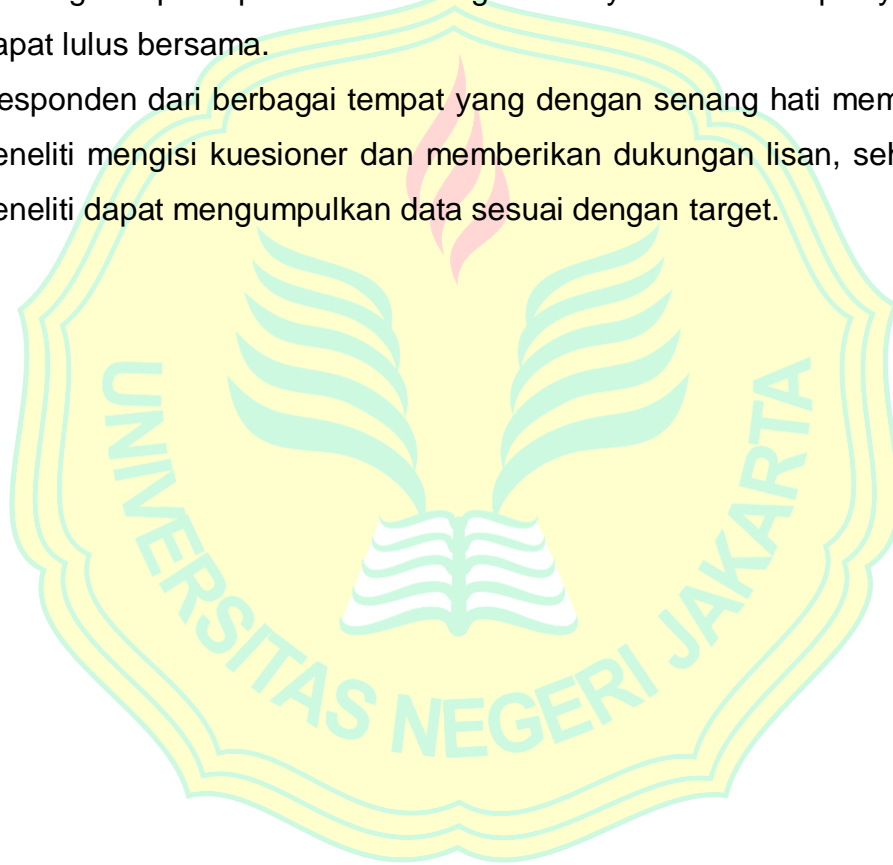 apat lulus bersama.
esponden dari berbagai tempat yang dengan senang hati mem
eneliti mengisi kuesioner dan memberikan dukungan lisan, seh
eneliti dapat mengumpulkan data sesuai dengan target.
UNIVERSITAS NEGERI JAKARTA